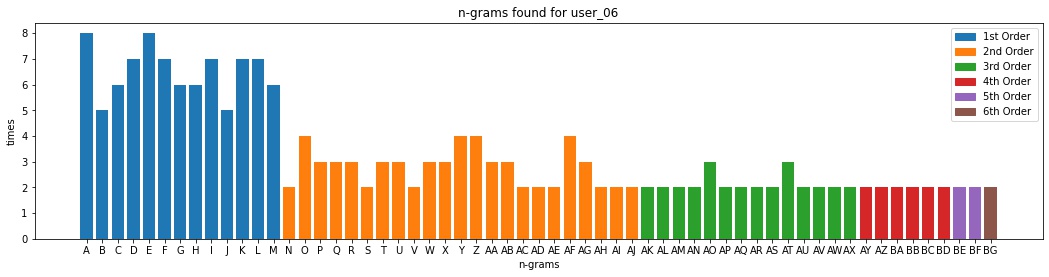 n-grams found for user_06
8
7
6
5
4
3
2
1
0
times
1st Order
2nd Order
3rd Order
4th Order
5th Order
6th Order
A B C D E F G H I J K L M N O P Q R S T U V W X Y Z AA AB AC AD AE AF AG AH AI AJ AK AL AM AN AO AP AQ AR AS AT AU AV AW AX AY AZ BA BB BC BD BE BF BG
n-grams